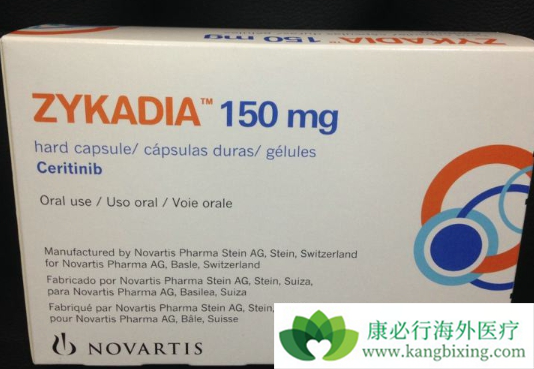 ZYKADIA™ 150 mg
ZYKADIA™ 150 mg
hard capsule/ cápsulas duras/ gélules
Ceritinib
Oral use / Uso oral / Voie orale
Manufactured by Novartis Pharma Stein AG, Stein, Switzerland
for Novartis Pharma AG, Basle, Switzerland
Fabricado por Novartis Pharma Stein AG, Stein, Suiza,
para Novartis Pharma AG, Basilea, Suiza
Fabriqué par Novartis Pharma Stein AG, Stein,
pour Novartis Pharma AG, Bâle, Suisse
NOVARTIS
康必行海外医疗
www.kangbixing.com